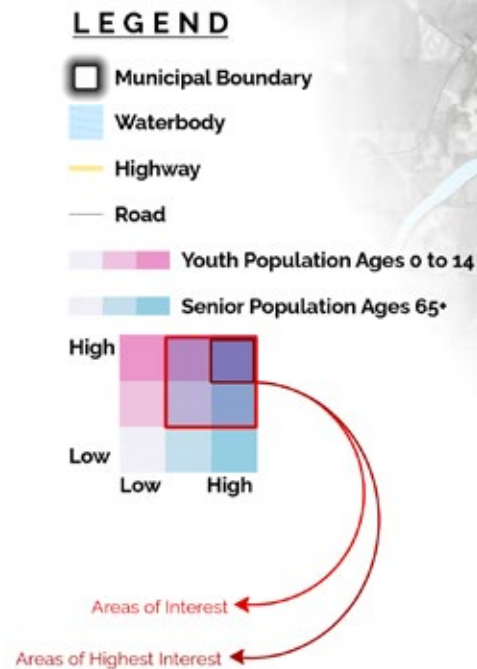 LEGEND
Municipal Boundary
Waterbody
Highway
Road
Youth Population Ages 0 to 14
Senior Population Ages 65+
High
Low
Low High
Areas of Interest
Areas of Highest Interest